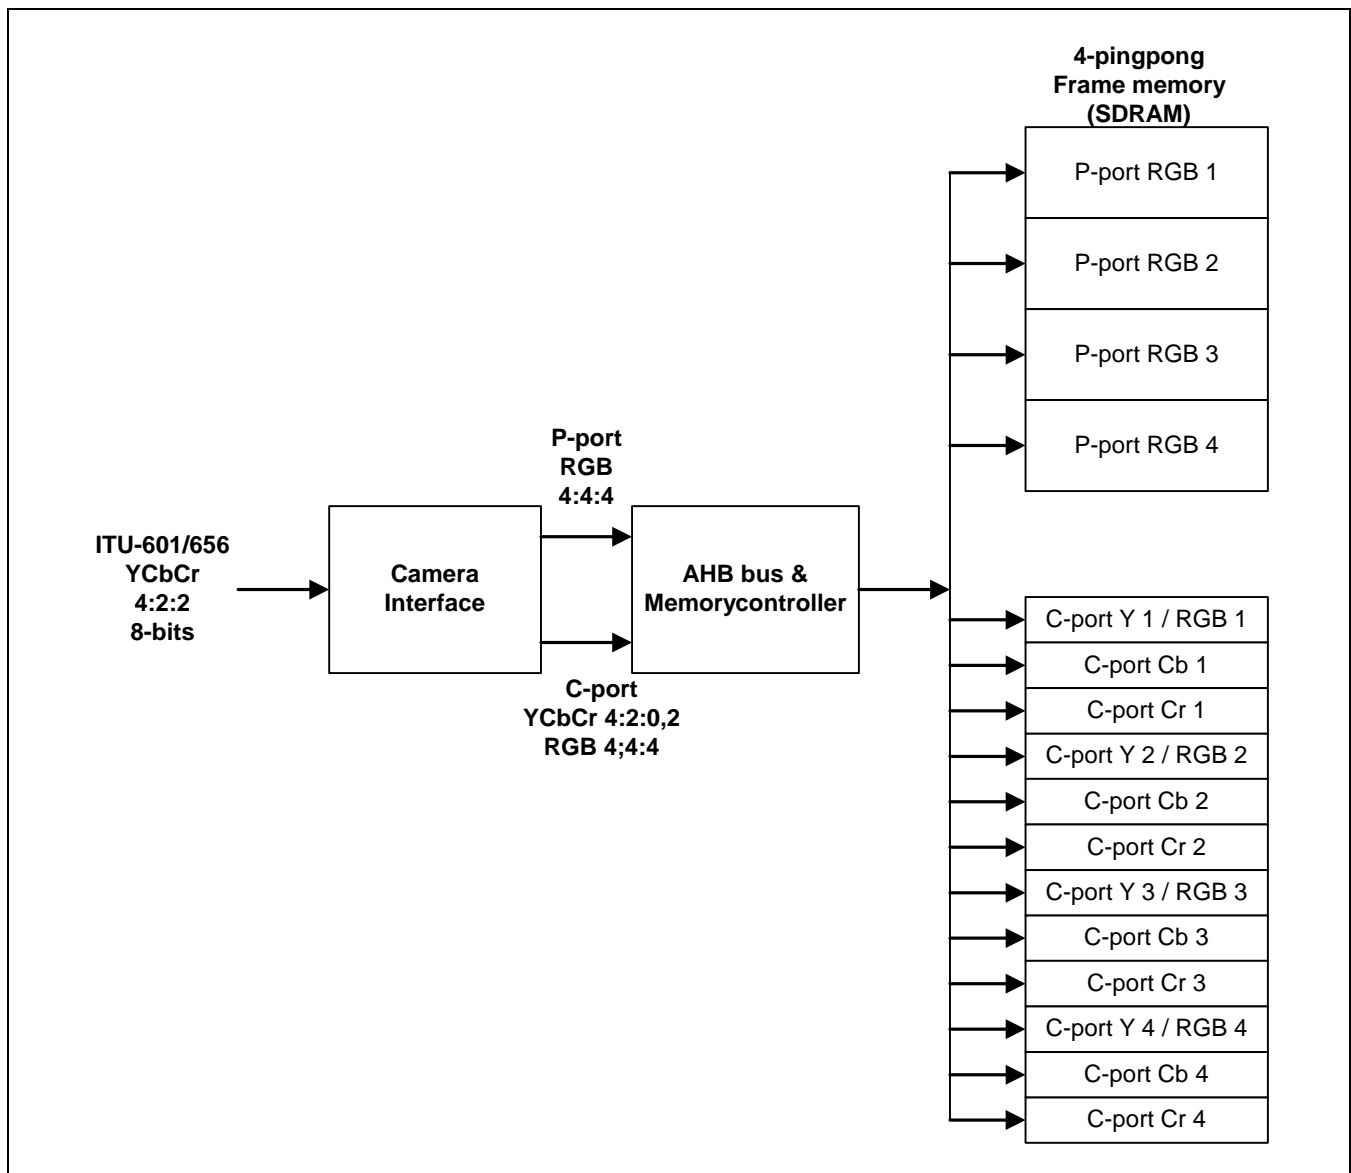 4-pingpong
Frame memory
(SDRAM)
P-port RGB 1
P-port RGB 2
P-port RGB 3
P-port RGB 4
P-port
RGB
4:4:4
ITU-601/656
YCbCr
4:2:2
8-bits
Camera
Interface
AHB bus &
Memorycontroller
C-port
YCbCr 4:2:0,2
RGB 4;4:4
C-port Y 1 / RGB 1
C-port Cb 1
C-port Cr 1
C-port Y 2 / RGB 2
C-port Cb 2
C-port Cr 2
C-port Y 3 / RGB 3
C-port Cb 3
C-port Cr 3
C-port Y 4 / RGB 4
C-port Cb 4
C-port Cr 4